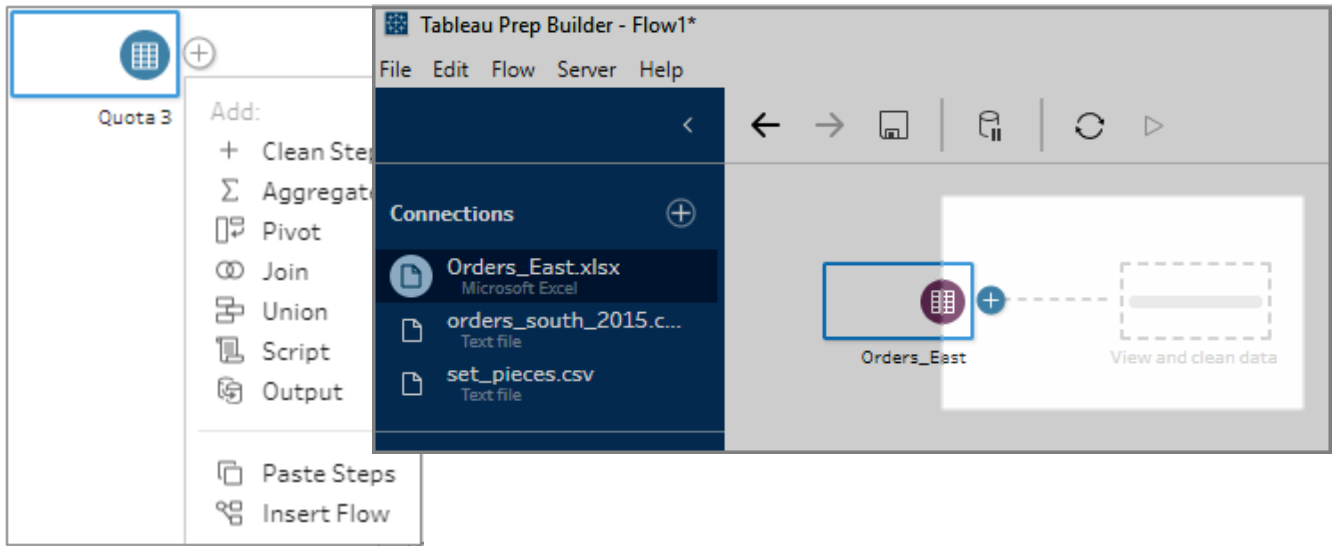 Quota 3
Add:
Clean Ste
Aggregat
Pivot
Join
Union
Script
Output
Paste Steps
Insert Flow
Tableau Prep Builder - Flow1*
File Edit Flow Server Help
Connections
Orders_East.xlsx
Microsoft Excel
orders_south_2015.c...
Text file
set_pieces.csv
Text file
Orders_East
View and clean data